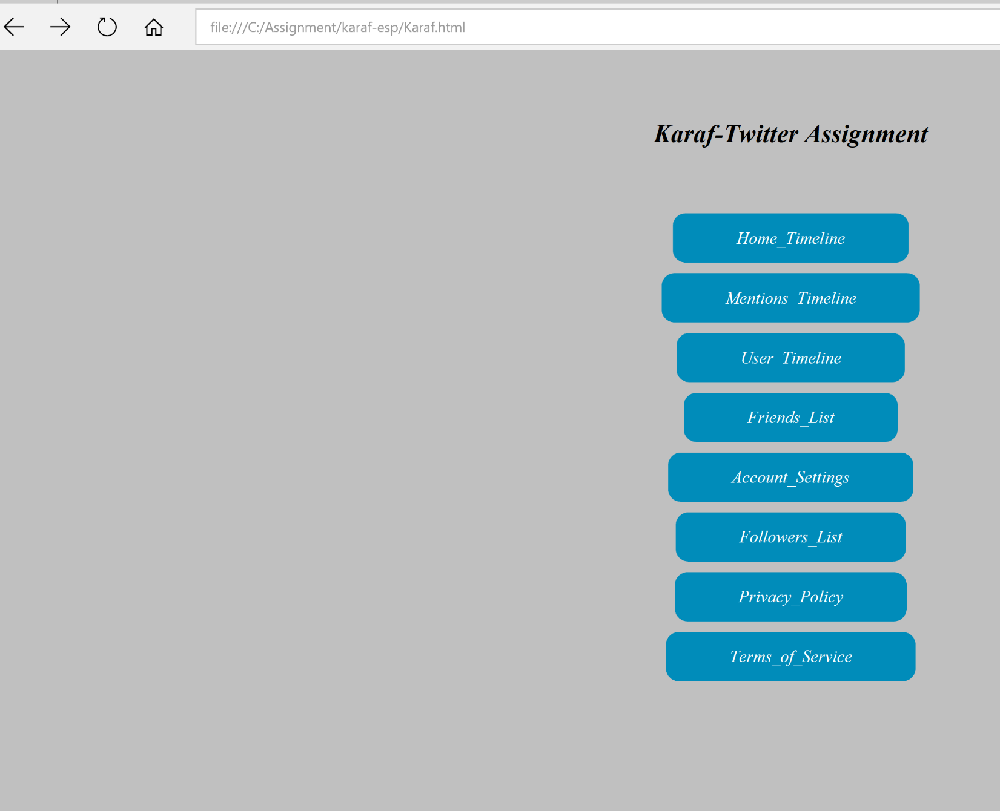 file:///C:/Assignment/karaf-esp/Karaf.html
Karaf-Twitter Assignment
Home_Timeline
Mentions_Timeline
User_Timeline
Friends_List
Account_Settings
Followers_List
Privacy_Policy
Terms_of_Service